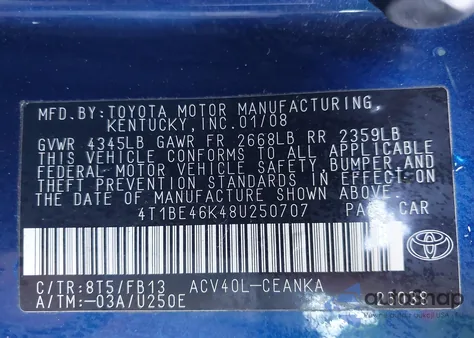 MFD.BY: TOYOTA MOTOR MANUFACTURING,
KENTUCKY, INC. 01/08
GVWR 4345LB GAWR FR 2668LB RR 2359LB
THIS VEHICLE CONFORMS TO ALL APPLICABLE
FEDERAL MOTOR VEHICLE SAFETY, BUMPER, AND
THEFT PREVENTION STANDARDS IN EFFECT ON
THE DATE OF MANUFACTURE SHOWN ABOVE.
4T1BE46K48U250707 PASS CAR
C/TR: 8T5/FB13 ACV40L-CEANKA
A/TM: -03A/U250E
TOYOTA